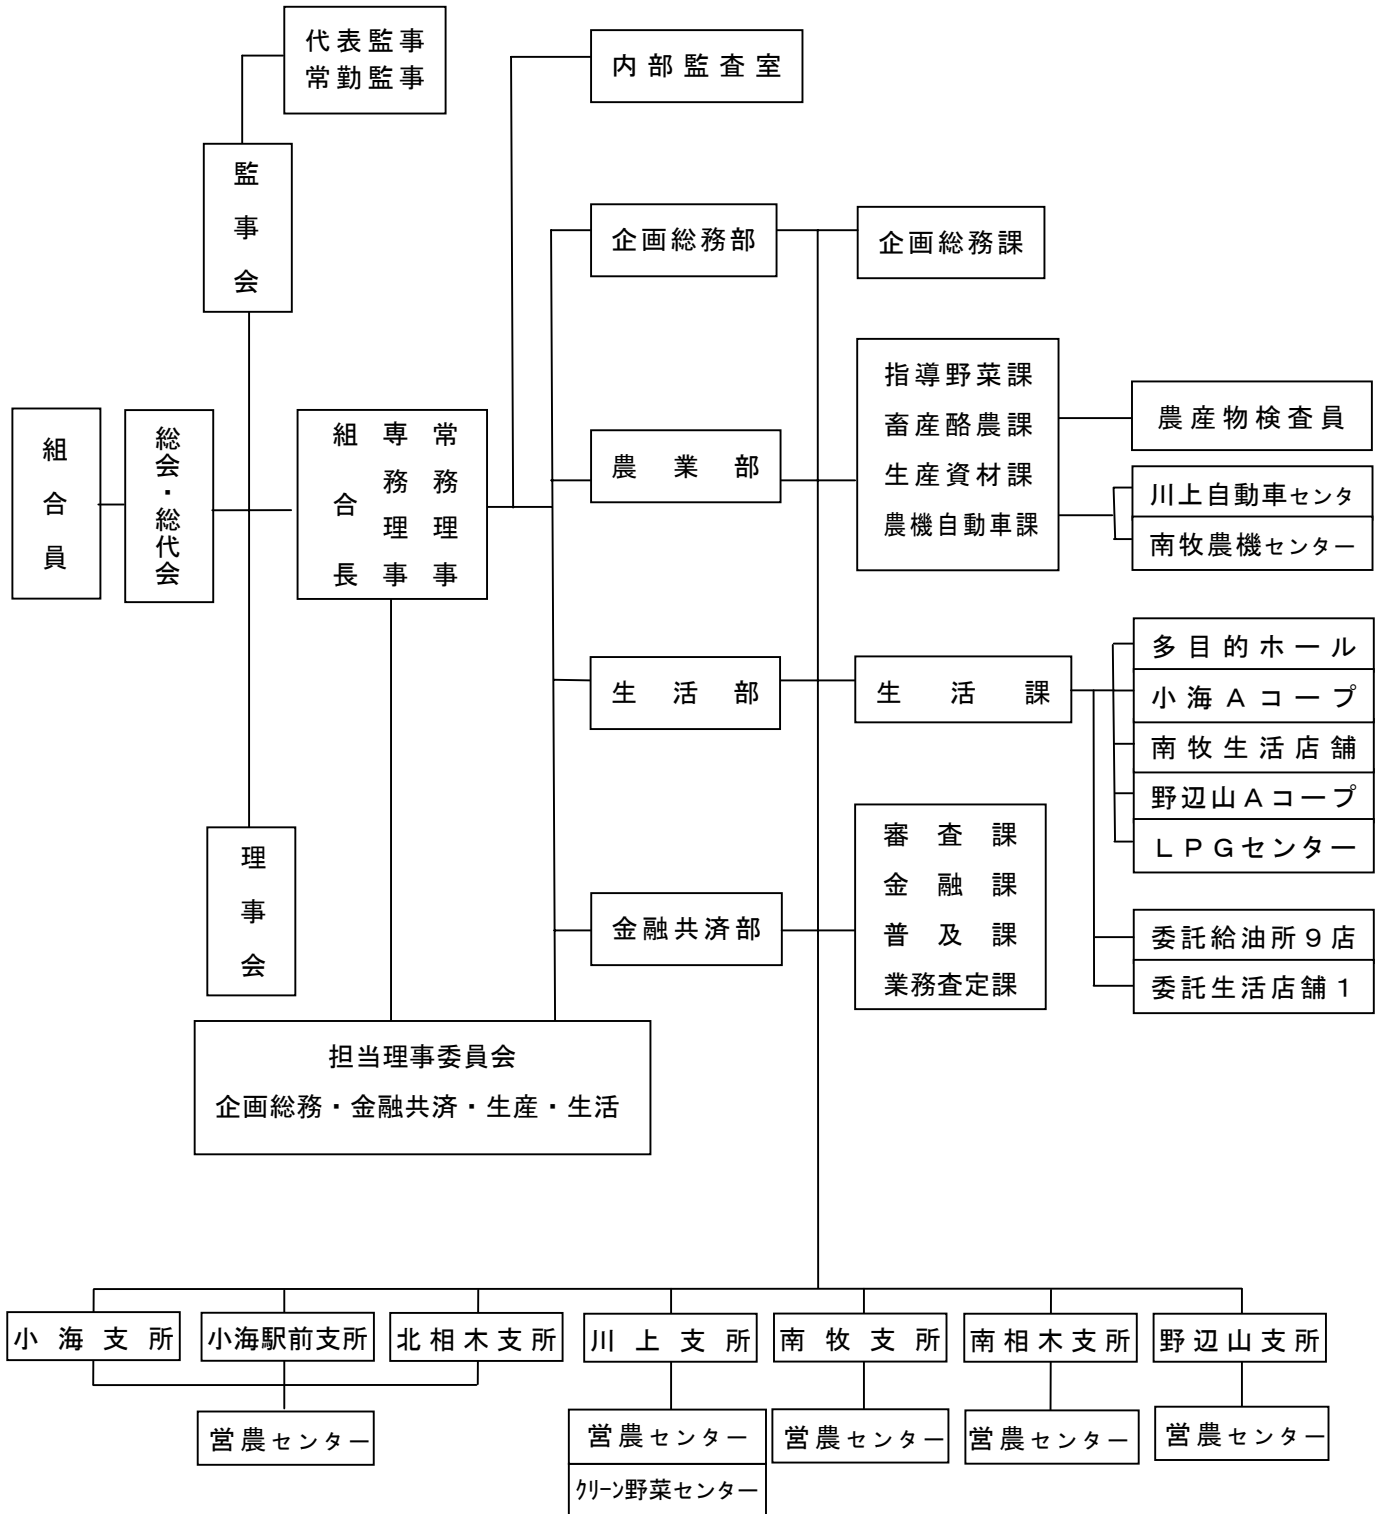 代表監事
常勤監事
内部監査室
監事会
企画総務部
企画総務課
組合員
総会・総代会
組合長
専務理事
常務理事
農業部
指導野菜課
畜産酪農課
生産資材課
農機自動車課
農産物検査員
川上自動車センタ
南牧農機センター
生活部
生活課
多目的ホール
小海Aコープ
南牧生活店舗
野辺山Aコープ
LPGセンター
委託給油所9店
委託生活店舗1
理事会
金融共済部
審査課
金融課
普及課
業務査定課
担当理事委員会
企画総務・金融共済・生産・生活
小海支所
小海駅前支所
北相木支所
川上支所
南牧支所
南相木支所
野辺山支所
営農センター
営農センター
クリーン野菜センター
営農センター
営農センター
営農センター